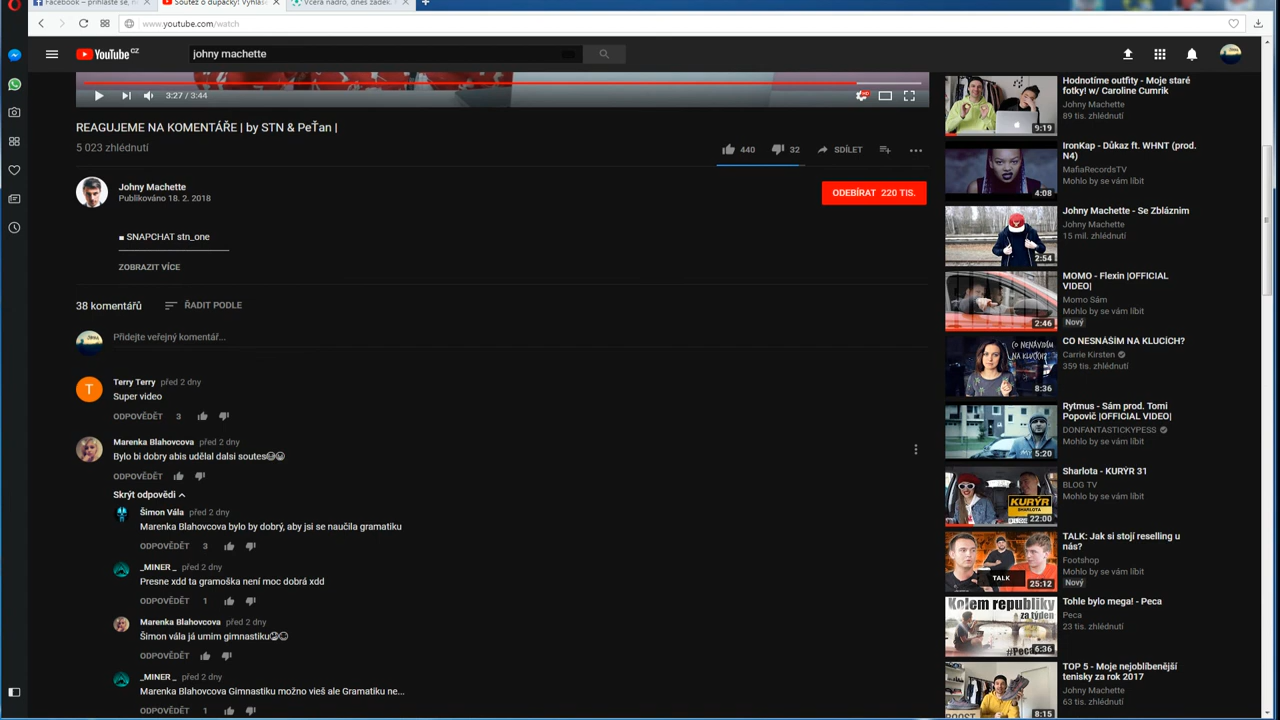 Facebook – přihlaste se, n
Soutěž o dupačky! Vyhláš
Včera nadro, dnes zadek.
www.youtube.com/watch
YouTube CZ
johny machette
3:27 / 3:44
HD
REAGUJEME NA KOMENTÁŘE | by STN & PeŤan |
5 023 zhlédnutí
440
32
SDÍLET
Johny Machette
Publikováno 18. 2. 2018
ODEBÍRAT 220 TIS.
■ SNAPCHAT stn_one
ZOBRAZIT VÍCE
38 komentářů
ŘADIT PODLE
Přidejte veřejný komentář...
T
Terry Terry před 2 dny
Super video
ODPOVĚDĚT 3
Marenka Blahovcova před 2 dny
Bylo bi dobry abis udělal dalsi soutes
ODPOVĚDĚT
Skrýt odpovědi
Šimon Vála před 2 dny
Marenka Blahovcova bylo by dobrý, aby jsi se naučila gramatiku
ODPOVĚDĚT 3
_MINER_ před 2 dny
Presne xdd ta gramoška není moc dobrá xdd
ODPOVĚDĚT 1
Marenka Blahovcova před 2 dny
Šimon vála já umim gimnastiku
ODPOVĚDĚT
_MINER_ před 2 dny
Marenka Blahovcova Gimnastiku možno vieš ale Gramatiku ne...
ODPOVĚDĚT 1
Hodnotíme outfity - Moje staré
fotky! w/ Caroline Cumrik
Johny Machette
89 tis. zhlédnutí
9:19
IronKap - Důkaz ft. WHNT (prod.
N4)
MafiaRecordsTV
Mohlo by se vám líbit
4:08
Johny Machette - Se Zbláznim
Johny Machette
15 mil. zhlédnutí
2:54
MOMO - Flexin |OFFICIAL
VIDEO|
Momo Sám
Mohlo by se vám líbit
Nový
2:46
CO NESNÁŠÍM NA KLUCÍCH?
Carrie Kirsten
359 tis. zhlédnutí
CO NENÁVIDÍM
NA KLUCÍCH?
8:36
Rytmus - Sám prod. Tomi
Popovič |OFFICIAL VIDEO|
DONFANTASTICKYPESS
Mohlo by se vám líbit
5:20
Sharlota - KURÝR 31
BLOG TV
Mohlo by se vám líbit
KURÝR
SHARLOTA
22:00
TALK: Jak si stojí reselling u
nás?
Footshop
Mohlo by se vám líbit
Nový
TALK
25:12
Tohle bylo mega! - Peca
Peca
23 tis. zhlédnutí
Kolem republiky
za týden
#Peca
6:36
TOP 5 - Moje nejoblíbenější
tenisky za rok 2017
Johny Machette
63 tis. zhlédnutí
BOOST
8:15